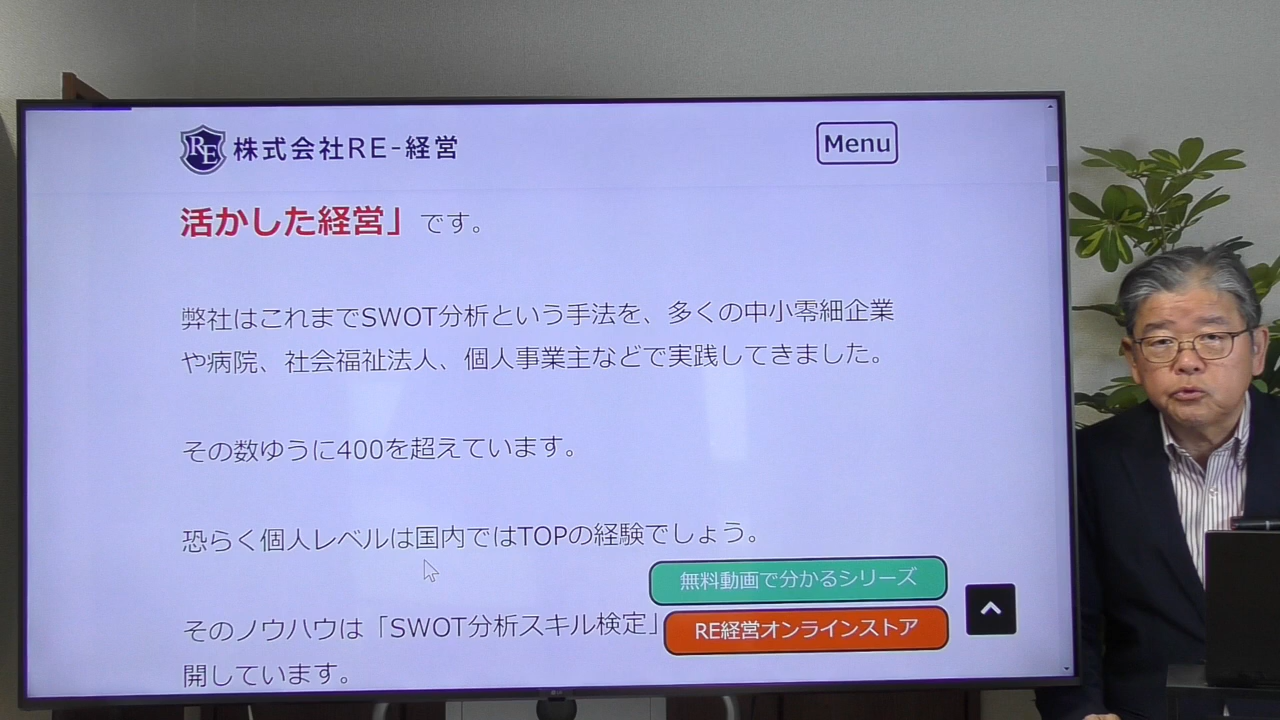 RE 株式会社RE-経営
Menu
活かした経営」です。
弊社はこれまでSWOT分析という手法を、多くの中小零細企業
や病院、社会福祉法人、個人事業主などで実践してきました。
その数ゆうに400を超えています。
恐らく個人レベルは国内ではTOPの経験でしょう。
無料動画で分かるシリーズ
そのノウハウは「SWOT分析スキル検定」
RE経営オンラインストア
開しています。
LG